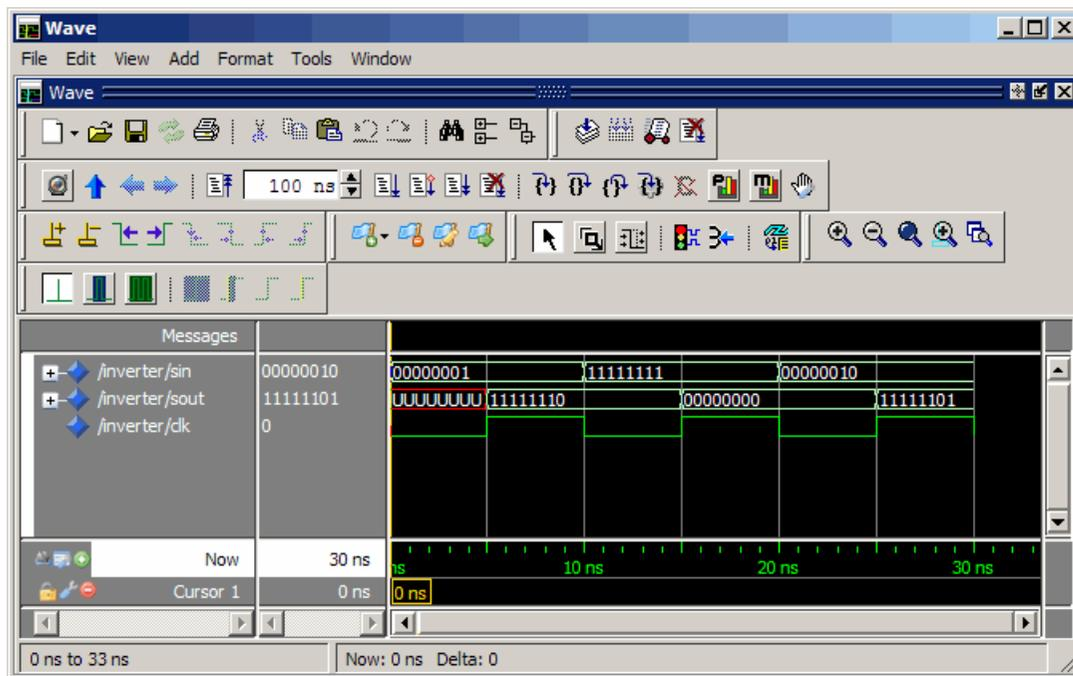 Wave
File Edit View Add Format Tools Window
Wave
100 ns
Messages
/inverter/sin 00000010 00000001 11111111 00000010
/inverter/sout 11111101 UUUUUUUU 11111110 00000000 11111101
/inverter/clk 0
Now 30 ns ns 10 ns 20 ns 30 ns
Cursor 1 0 ns 0 ns
0 ns to 33 ns Now: 0 ns Delta: 0